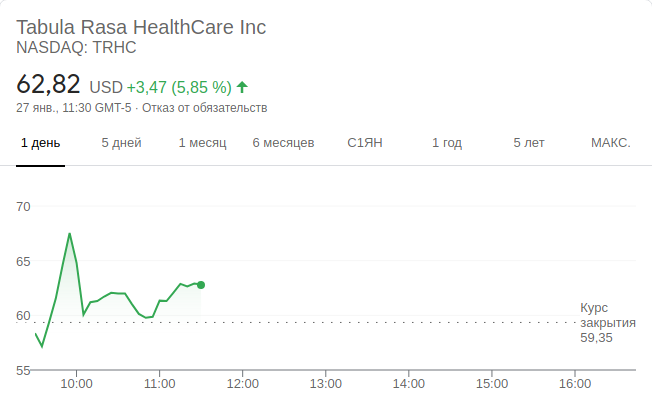 Tabula Rasa HealthCare Inc
NASDAQ: TRHC
62,82 USD +3,47 (5,85 %)
27 янв., 11:30 GMT-5 · Отказ от обязательств
1 день 5 дней 1 месяц 6 месяцев С1ЯН 1 год 5 лет МАКС.
70
65
60
55
Курс
закрытия
59,35
10:00 11:00 12:00 13:00 14:00 15:00 16:00